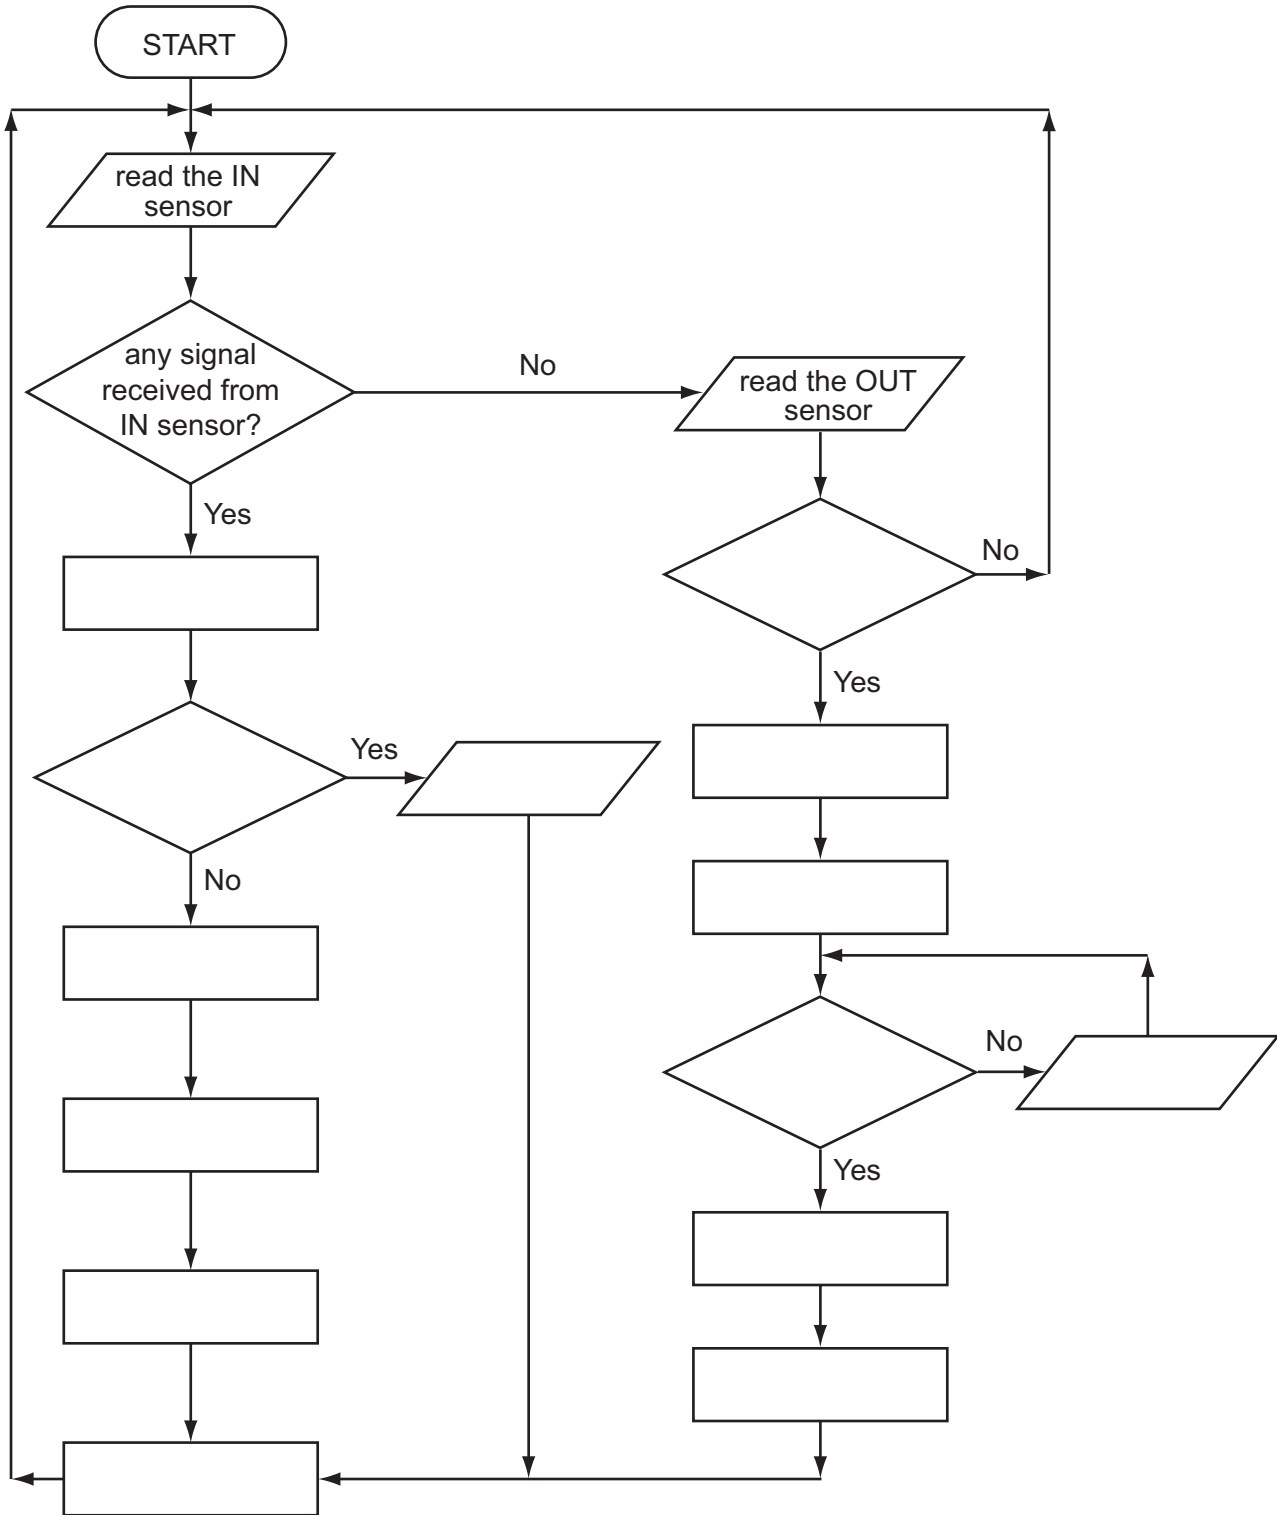 START
read the IN
sensor
any signal
received from
IN sensor?
No
read the OUT
sensor
Yes
No
Yes
Yes
No
No
Yes